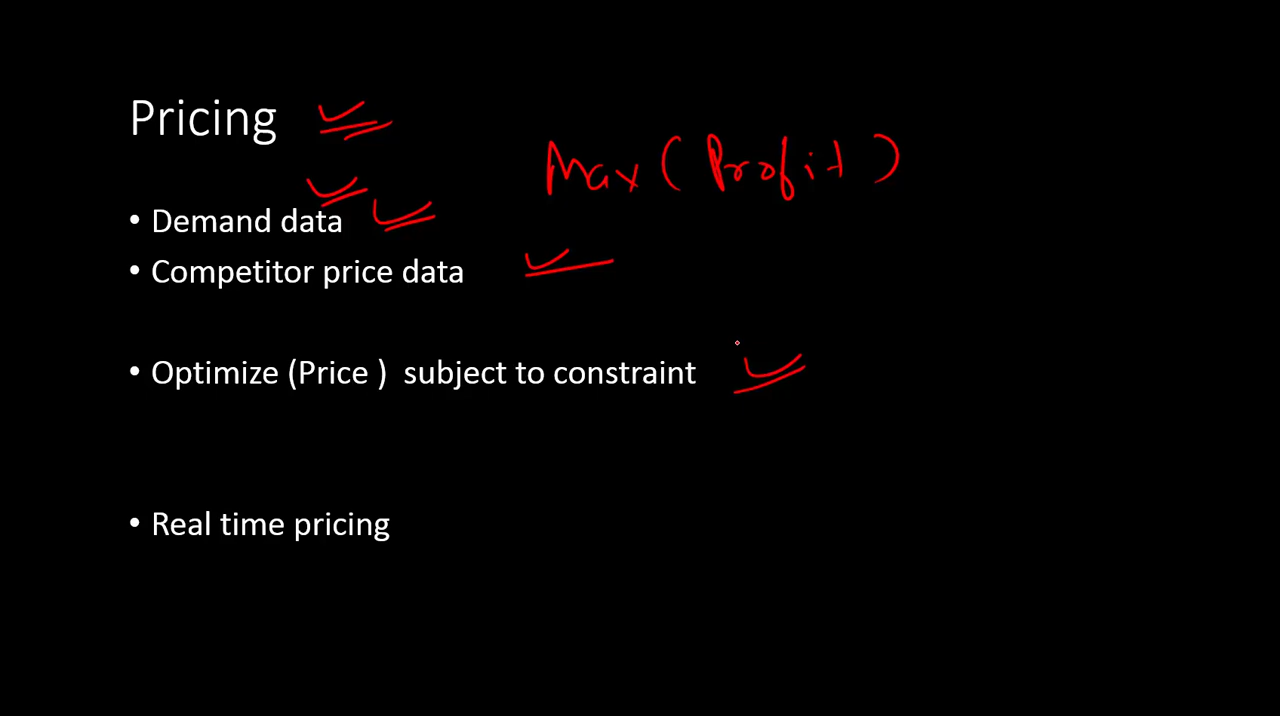 Pricing
Max (Profit)
• Demand data
• Competitor price data
• Optimize (Price ) subject to constraint
• Real time pricing